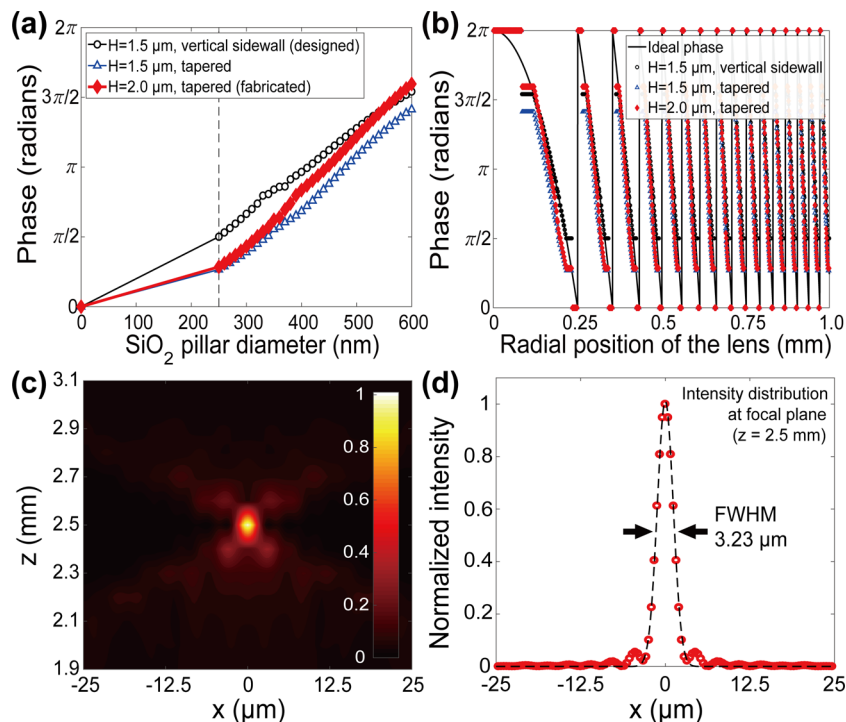 (a)
2π
3π/2
π
π/2
0
Phase (radians)
H=1.5 μm, vertical sidewall (designed)
H=1.5 μm, tapered
H=2.0 μm, tapered (fabricated)
0 100 200 300 400 500 600
SiO2 pillar diameter (nm)
(b)
2π
3π/2
π
π/2
0
Phase (radians)
Ideal phase
H=1.5 μm, vertical sidewall
H=1.5 μm, tapered
H=2.0 μm, tapered
0 0.25 0.5 0.75 1.0
Radial position of the lens (mm)
(c)
3.1
2.9
2.7
2.5
2.3
2.1
1.9
z (mm)
1
0.8
0.6
0.4
0.2
0
-25 -12.5 0 12.5 25
x (μm)
(d)
1
0.8
0.6
0.4
0.2
0
Normalized intensity
Intensity distribution
at focal plane
(z = 2.5 mm)
FWHM
3.23 μm
-25 -12.5 0 12.5 25
x (μm)